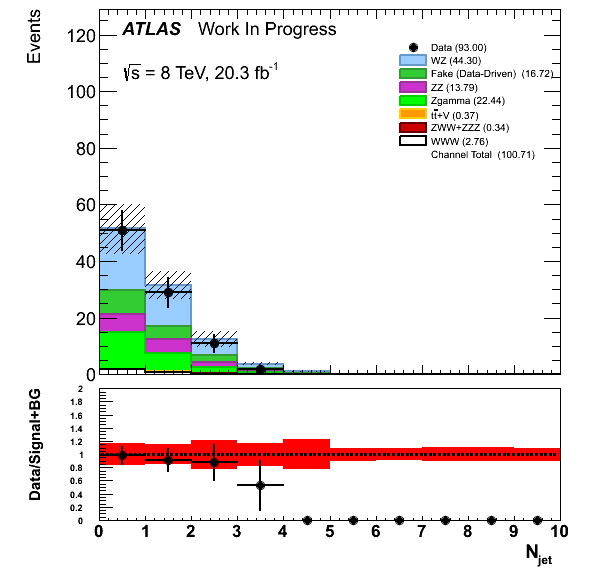 Events
ATLAS Work In Progress
√s = 8 TeV, 20.3 fb⁻¹
Data (93.00)
WZ (44.30)
Fake (Data-Driven) (16.72)
ZZ (13.79)
Zgamma (22.44)
tt̄+V (0.37)
ZWW+ZZZ (0.34)
WWW (2.76)
Channel Total (100.71)
120
100
80
60
40
20
0
Data/Signal+BG
2
1.8
1.6
1.4
1.2
1
0.8
0.6
0.4
0.2
0
0 1 2 3 4 5 6 7 8 9 10
N_jet